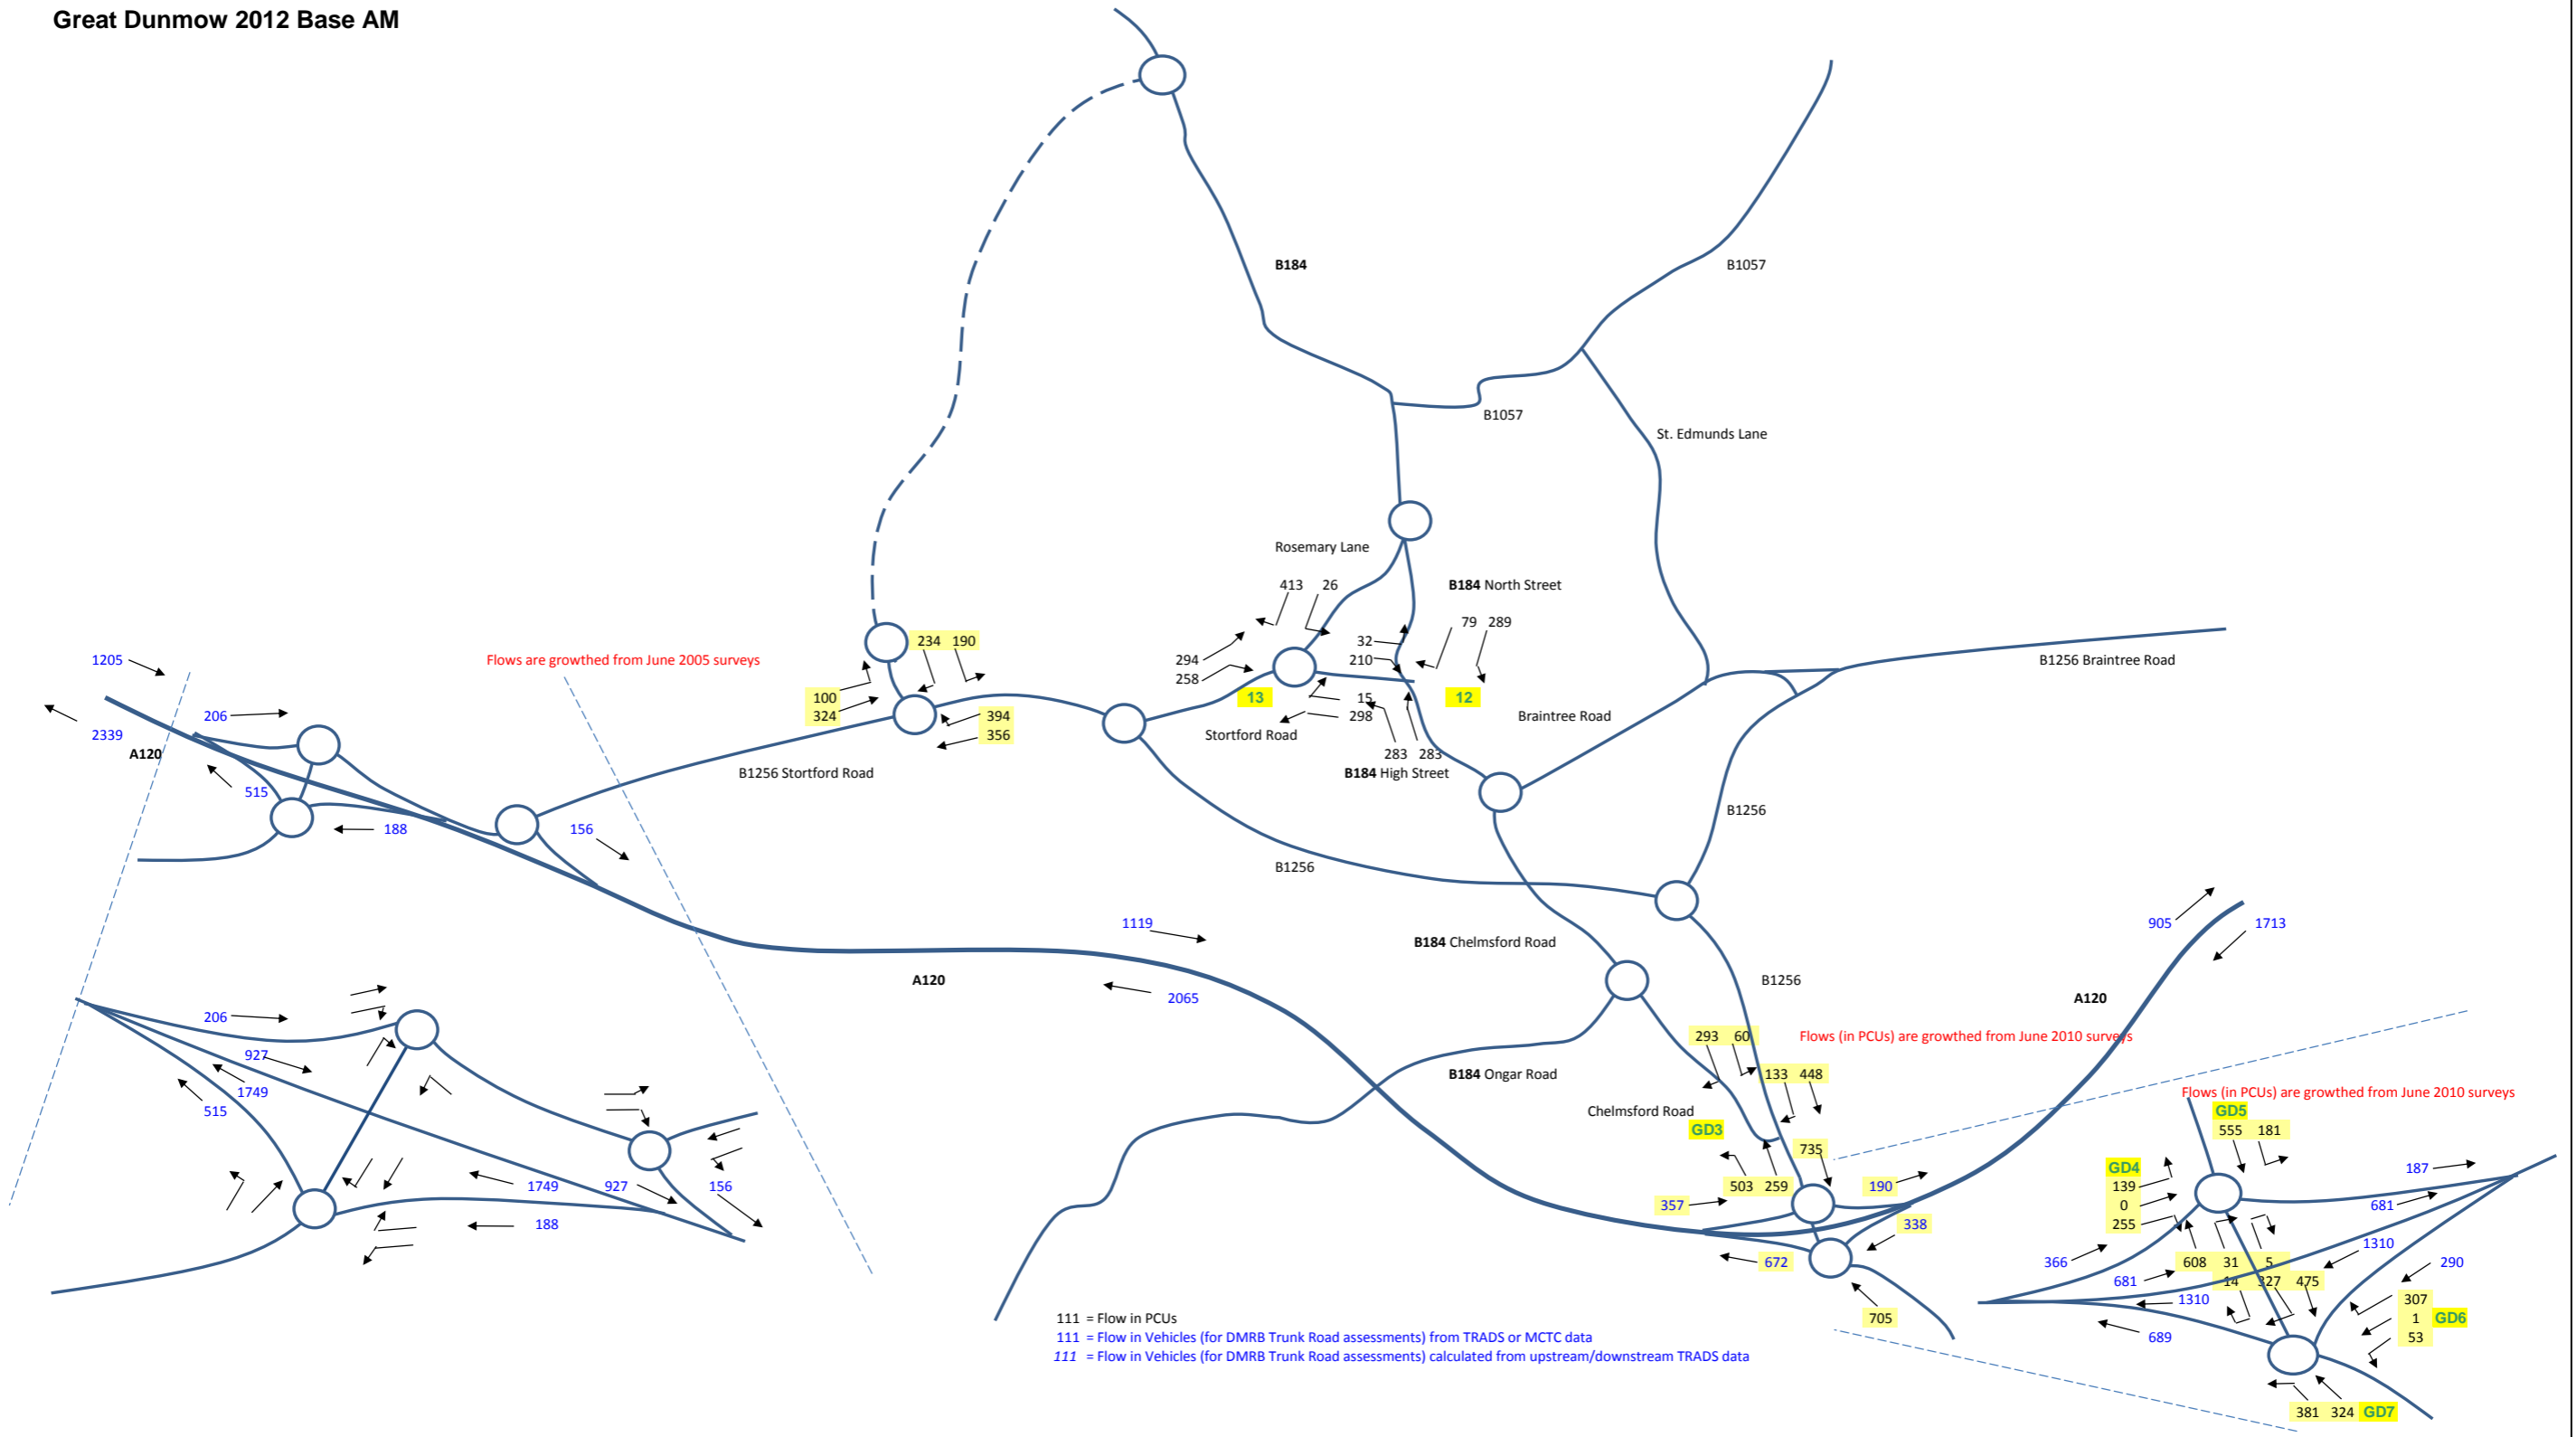 Great Dunmow 2012 Base AM
B184
B1057
B1057
St. Edmunds Lane
Rosemary Lane
413 26
B184 North Street
79 289
32
210
294
258
13
12
15
298
Stortford Road
283 283
B184 High Street
Braintree Road
B1256 Braintree Road
234 190
Flows are growthed from June 2005 surveys
1205
100
324
394
356
206
2339
A120
B1256 Stortford Road
515
188
156
B1256
B1256
1119
905
1713
B184 Chelmsford Road
A120
B1256
2065
A120
206
927
1749
515
293 60
Flows (in PCUs) are growthed from June 2010 surveys
B184 Ongar Road
133 448
Flows (in PCUs) are growthed from June 2010 surveys
Chelmsford Road
GD3
GD5
555 181
735
GD4
139
0
255
187
1749
927
156
503 259
190
357
681
188
338
672
366
608 31 5
1310
290
681
14 327 475
1310
307
1 GD6
53
689
705
111 = Flow in PCUs
111 = Flow in Vehicles (for DMRB Trunk Road assessments) from TRADS or MCTC data
111 = Flow in Vehicles (for DMRB Trunk Road assessments) calculated from upstream/downstream TRADS data
381 324 GD7